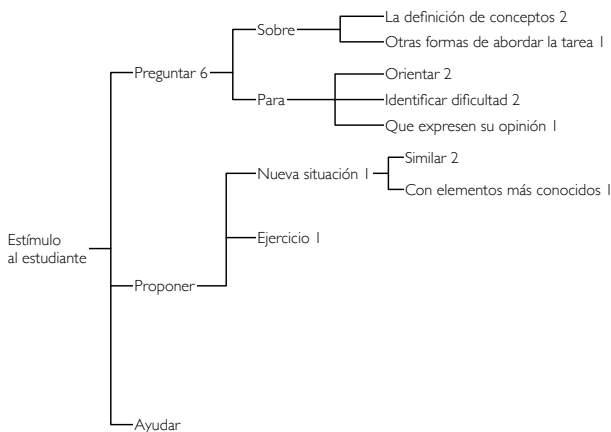 La definición de conceptos 2
Sobre
Otras formas de abordar la tarea 1
Preguntar 6
Orientar 2
Para
Identificar dificultad 2
Que expresen su opinión 1
Similar 2
Nueva situación 1
Con elementos más conocidos 1
Estímulo
al estudiante
Ejercicio 1
Proponer
Ayudar